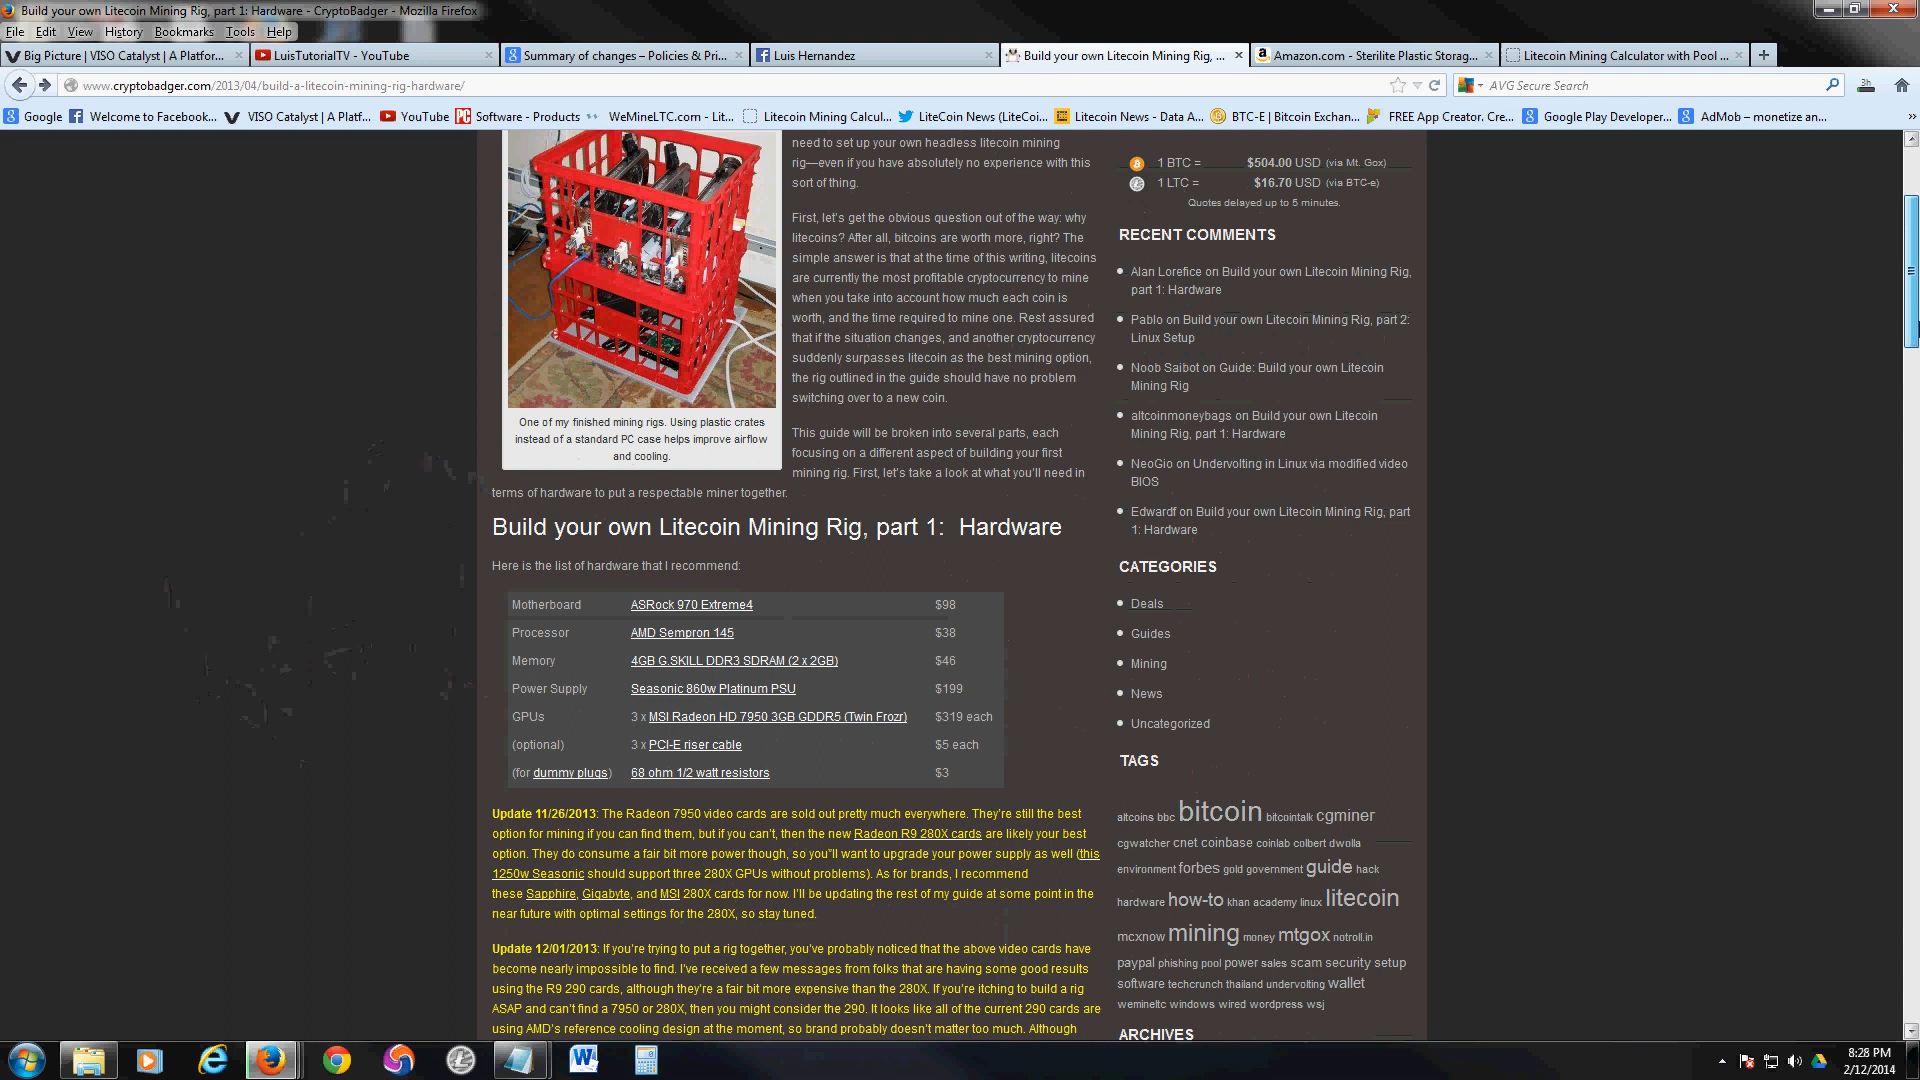 Build your own Litecoin Mining Rig, part 1: Hardware - CryptoBadger - Mozilla Firefox
File Edit View History Bookmarks Tools Help
Big Picture | VISO Catalyst | A Platfor... LuisTutorialTV - YouTube Summary of changes – Policies & Pri... Luis Hernandez Build your own Litecoin Mining Rig, ... Amazon.com - Sterilite Plastic Storag... Litecoin Mining Calculator with Pool ...
www.cryptobadger.com/2013/04/build-a-litecoin-mining-rig-hardware/ AVG Secure Search 3h
Google Welcome to Facebook... VISO Catalyst | A Platf... YouTube Software - Products WeMineLTC.com - Lit... Litecoin Mining Calcul... LiteCoin News (LiteCoi... Litecoin News - Data A... BTC-E | Bitcoin Exchan... FREE App Creator. Cre... Google Play Developer... AdMob – monetize an... »
need to set up your own headless litecoin mining
rig—even if you have absolutely no experience with this
sort of thing.
First, let's get the obvious question out of the way: why
litecoins? After all, bitcoins are worth more, right? The
simple answer is that at the time of this writing, litecoins
are currently the most profitable cryptocurrency to mine
when you take into account how much each coin is
worth, and the time required to mine one. Rest assured
that if the situation changes, and another cryptocurrency
suddenly surpasses litecoin as the best mining option,
the rig outlined in the guide should have no problem
switching over to a new coin.
One of my finished mining rigs. Using plastic crates
instead of a standard PC case helps improve airflow
and cooling.
This guide will be broken into several parts, each
focusing on a different aspect of building your first
mining rig. First, let's take a look at what you'll need in
terms of hardware to put a respectable miner together.
Build your own Litecoin Mining Rig, part 1: Hardware
Here is the list of hardware that I recommend:
Motherboard ASRock 970 Extreme4 $98
Processor AMD Sempron 145 $38
Memory 4GB G.SKILL DDR3 SDRAM (2 x 2GB) $46
Power Supply Seasonic 860w Platinum PSU $199
GPUs 3 x MSI Radeon HD 7950 3GB GDDR5 (Twin Frozr) $319 each
(optional) 3 x PCI-E riser cable $5 each
(for dummy plugs) 68 ohm 1/2 watt resistors $3
Update 11/26/2013: The Radeon 7950 video cards are sold out pretty much everywhere. They're still the best
option for mining if you can find them, but if you can't, then the new Radeon R9 280X cards are likely your best
option. They do consume a fair bit more power though, so you"ll want to upgrade your power supply as well (this
1250w Seasonic should support three 280X GPUs without problems). As for brands, I recommend
these Sapphire, Gigabyte, and MSI 280X cards for now. I'll be updating the rest of my guide at some point in the
near future with optimal settings for the 280X, so stay tuned.
Update 12/01/2013: If you're trying to put a rig together, you've probably noticed that the above video cards have
become nearly impossible to find. I've received a few messages from folks that are having some good results
using the R9 290 cards, although they're a fair bit more expensive than the 280X. If you're itching to build a rig
ASAP and can't find a 7950 or 280X, then you might consider the 290. It looks like all of the current 290 cards are
using AMD's reference cooling design at the moment, so brand probably doesn't matter too much. Although
1 BTC = $504.00 USD (via Mt. Gox)
1 LTC = $16.70 USD (via BTC-e)
Quotes delayed up to 5 minutes.
RECENT COMMENTS
Alan Lorefice on Build your own Litecoin Mining Rig,
part 1: Hardware
Pablo on Build your own Litecoin Mining Rig, part 2:
Linux Setup
Noob Saibot on Guide: Build your own Litecoin
Mining Rig
altcoinmoneybags on Build your own Litecoin
Mining Rig, part 1: Hardware
NeoGio on Undervolting in Linux via modified video
BIOS
Edwardf on Build your own Litecoin Mining Rig, part
1: Hardware
CATEGORIES
Deals
Guides
Mining
News
Uncategorized
TAGS
altcoins bbc bitcoin bitcointalk cgminer
cgwatcher cnet coinbase coinlab colbert dwolla
environment forbes gold government guide hack
hardware how-to khan academy linux litecoin
mcxnow mining money mtgox notroll.in
paypal phishing pool power sales scam security setup
software techcrunch thailand undervolting wallet
wemineltc windows wired wordpress wsj
ARCHIVES
8:28 PM
2/12/2014